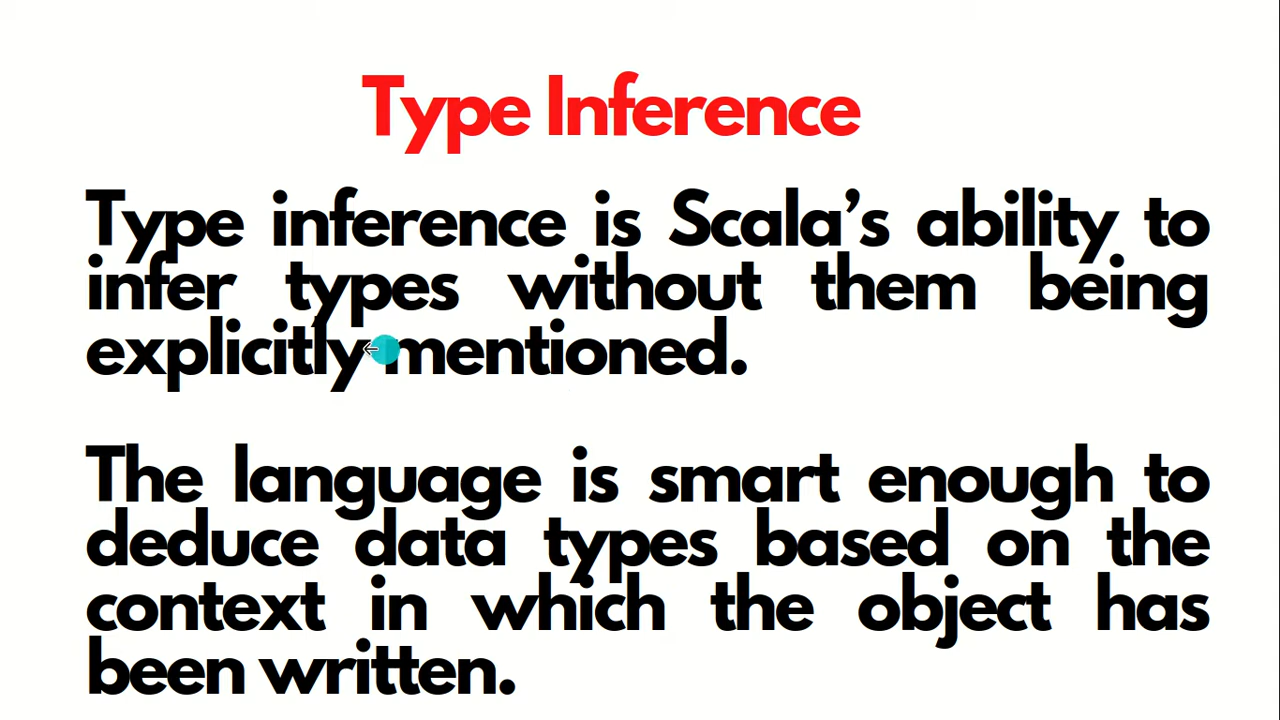 Type Inference
Type inference is Scala’s ability to
infer types without them being
explicitly mentioned.
The language is smart enough to
deduce data types based on the
context in which the object has
been written.